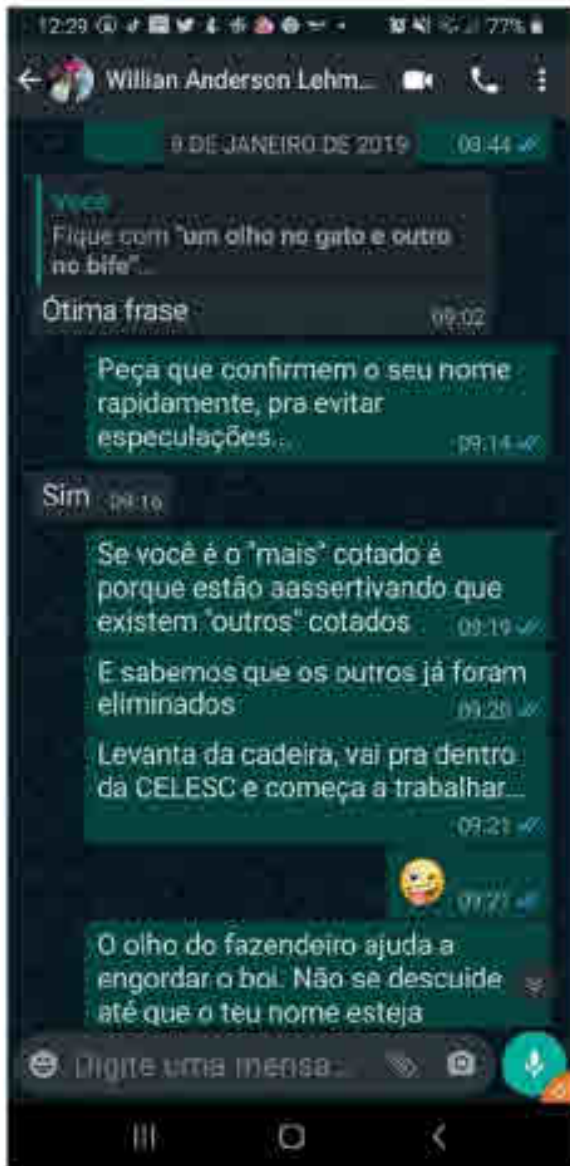 12:29 77%
Willian Anderson Lehm...
9 DE JANEIRO DE 2019 08:44
Você
Fique com "um olho no gato e outro
no bife"...
Ótima frase 09:02
Peça que confirmem o seu nome
rapidamente, pra evitar
especulações... 09:14
Sim 09:16
Se você é o "mais" cotado é
porque estão aassertivando que
existem "outros" cotados 09:19
E sabemos que os outros já foram
eliminados 09:20
Levanta da cadeira, vai pra dentro
da CELESC e começa a trabalhar...
09:21
09:21
O olho do fazendeiro ajuda a
engordar o boi. Não se descuide
até que o teu nome esteja
Digite uma mensa...